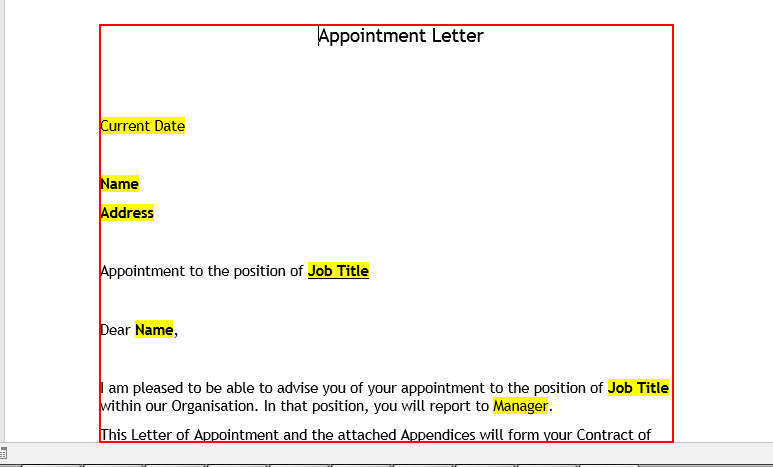 Appointment Letter
Current Date
Name
Address
Appointment to the position of Job Title
Dear Name,
I am pleased to be able to advise you of your appointment to the position of Job Title
within our Organisation. In that position, you will report to Manager.
This Letter of Appointment and the attached Appendices will form your Contract of